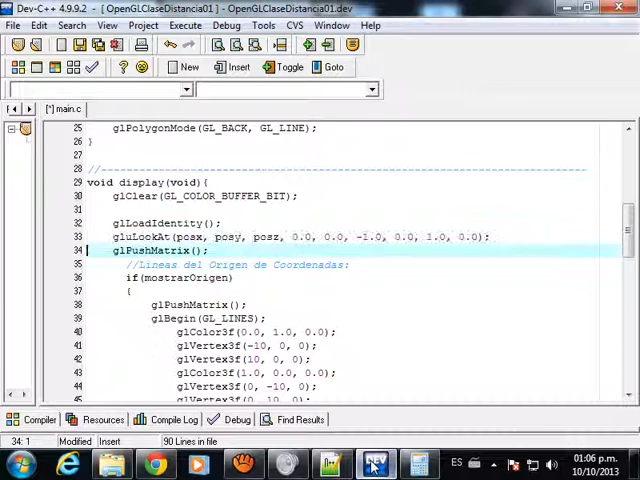 Dev-C++ 4.9.9.2 - [ OpenGLClaseDistancia01 ] - OpenGLClaseDistancia01.dev
File Edit Search View Project Execute Debug Tools CVS Window Help
New Insert Toggle Goto
[*] main.c
25 glPolygonMode(GL_BACK, GL_LINE);
26 }
27
28 //----------------------------------------------------------------------
29 void display(void){
30 glClear(GL_COLOR_BUFFER_BIT);
31
32 glLoadIdentity();
33 gluLookAt(posx, posy, posz, 0.0, 0.0, -1.0, 0.0, 1.0, 0.0);
34 glPushMatrix();
35 //Lineas del Origen de Coordenadas:
36 if(mostrarOrigen)
37 {
38 glPushMatrix();
39 glBegin(GL_LINES);
40 glColor3f(0.0, 1.0, 0.0);
41 glVertex3f(-10, 0, 0);
42 glVertex3f(10, 0, 0);
43 glColor3f(1.0, 0.0, 0.0);
44 glVertex3f(0, -10, 0);
45 glVertex3f(0, 10, 0);
Compiler Resources Compile Log Debug Find Results
34: 1 Modified Insert 90 Lines in file
DEV ES 01:06 p.m.
10/10/2013